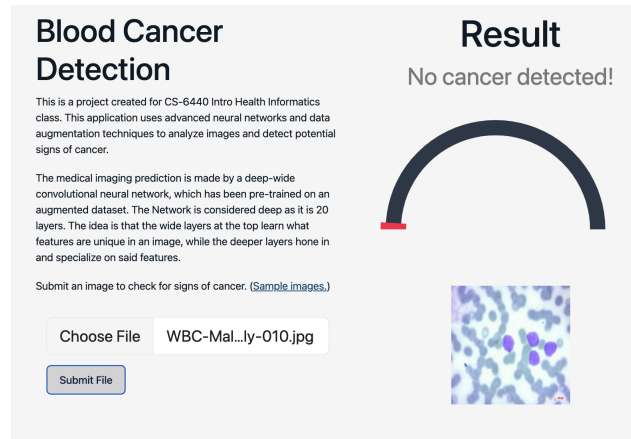 Blood Cancer
Detection
This is a project created for CS-6440 Intro Health Informatics
class. This application uses advanced neural networks and data
augmentation techniques to analyze images and detect potential
signs of cancer.
The medical imaging prediction is made by a deep-wide
convolutional neural network, which has been pre-trained on an
augmented dataset. The Network is considered deep as it is 20
layers. The idea is that the wide layers at the top learn what
features are unique in an image, while the deeper layers hone in
and specialize on said features.
Submit an image to check for signs of cancer. (Sample images.)
Choose File WBC-Mal...ly-010.jpg
Submit File
Result
No cancer detected!